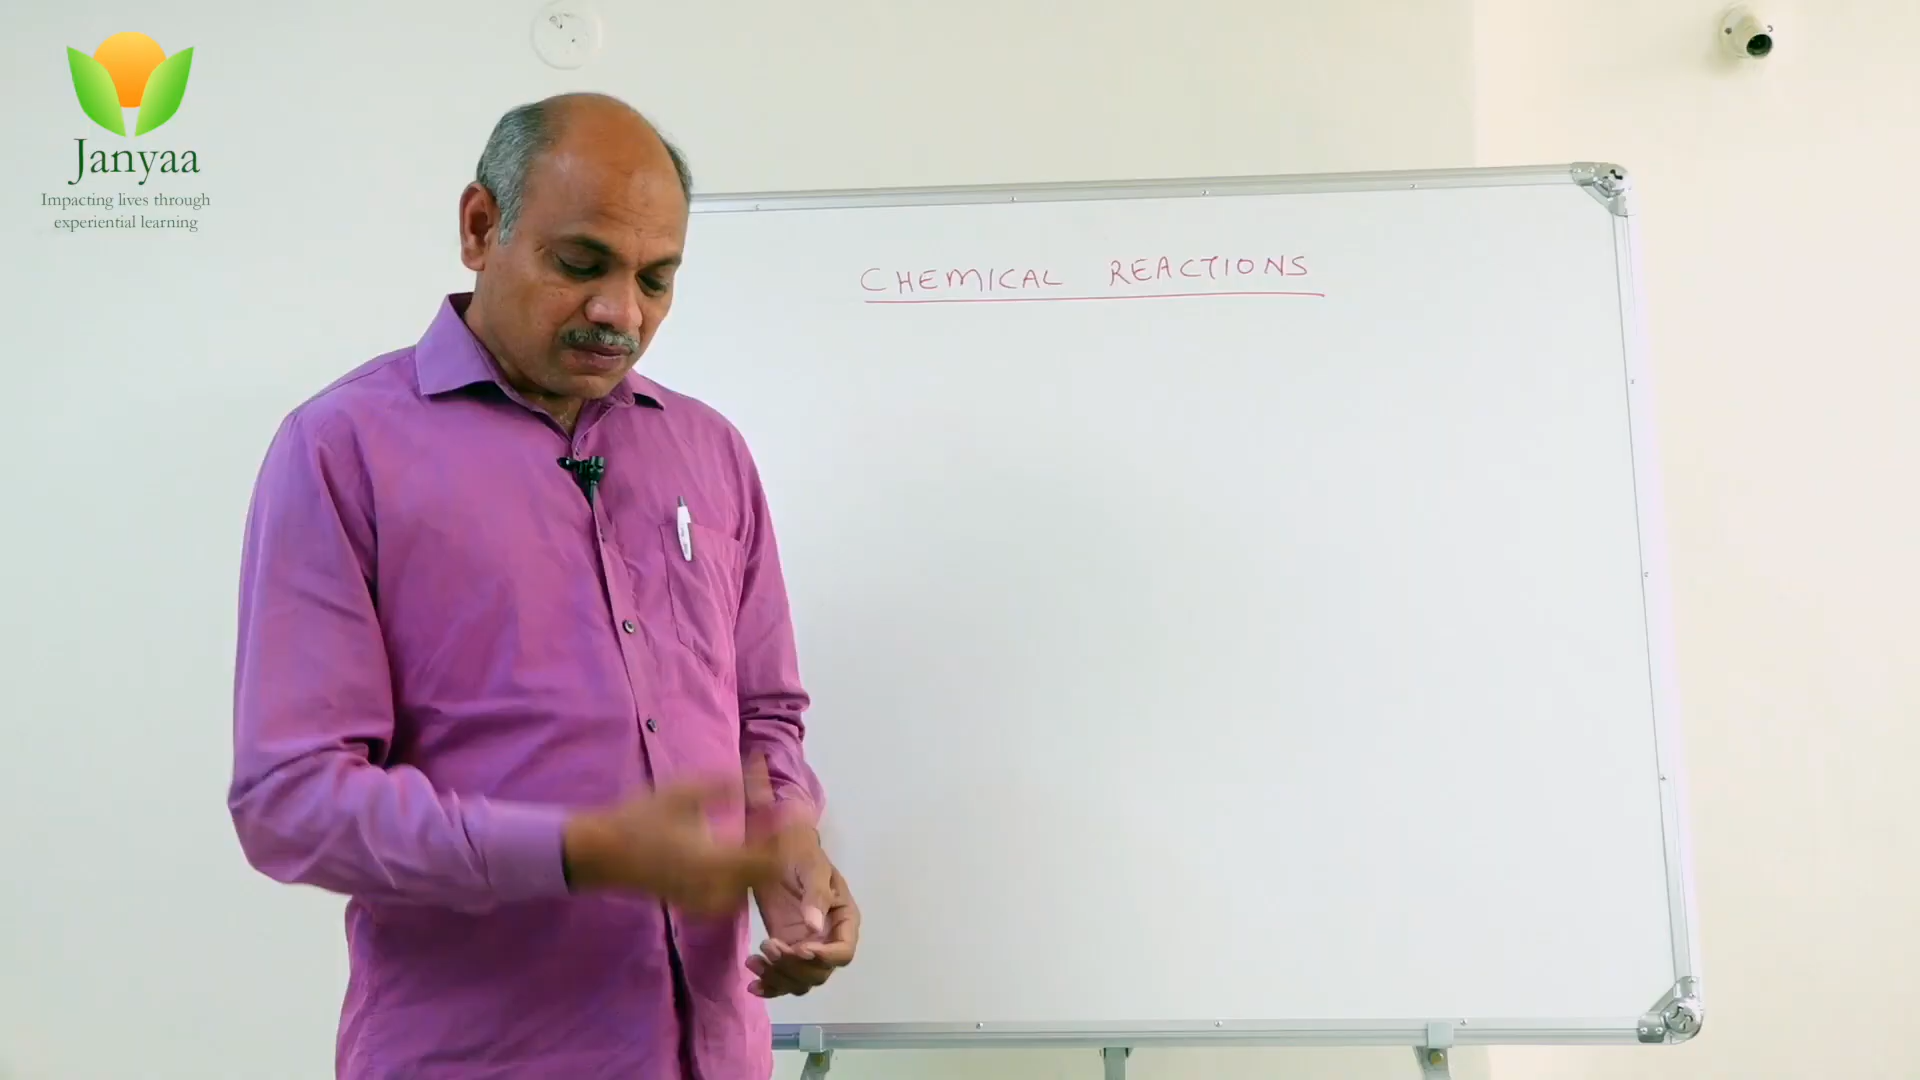 Janyaa
Impacting lives through
experiential learning
CHEMICAL REACTIONS